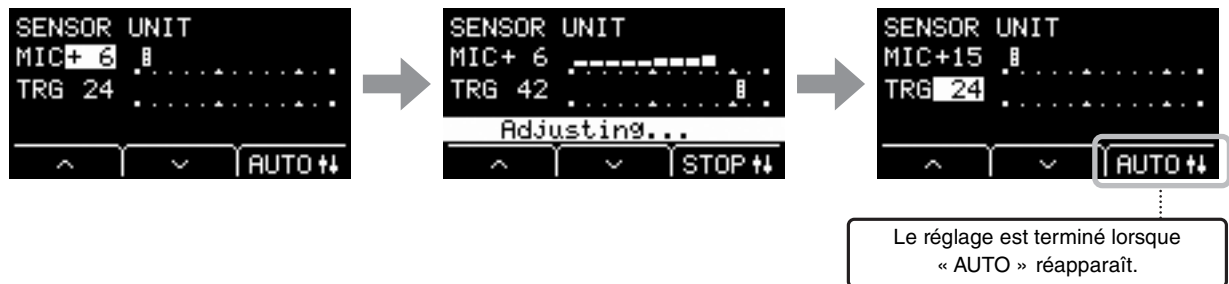 SENSOR UNIT
MIC+ 6
TRG 24
AUTO
SENSOR UNIT
MIC+ 6
TRG 42
Adjusting...
STOP
SENSOR UNIT
MIC+15
TRG 24
AUTO
Le réglage est terminé lorsque
« AUTO » réapparaît.